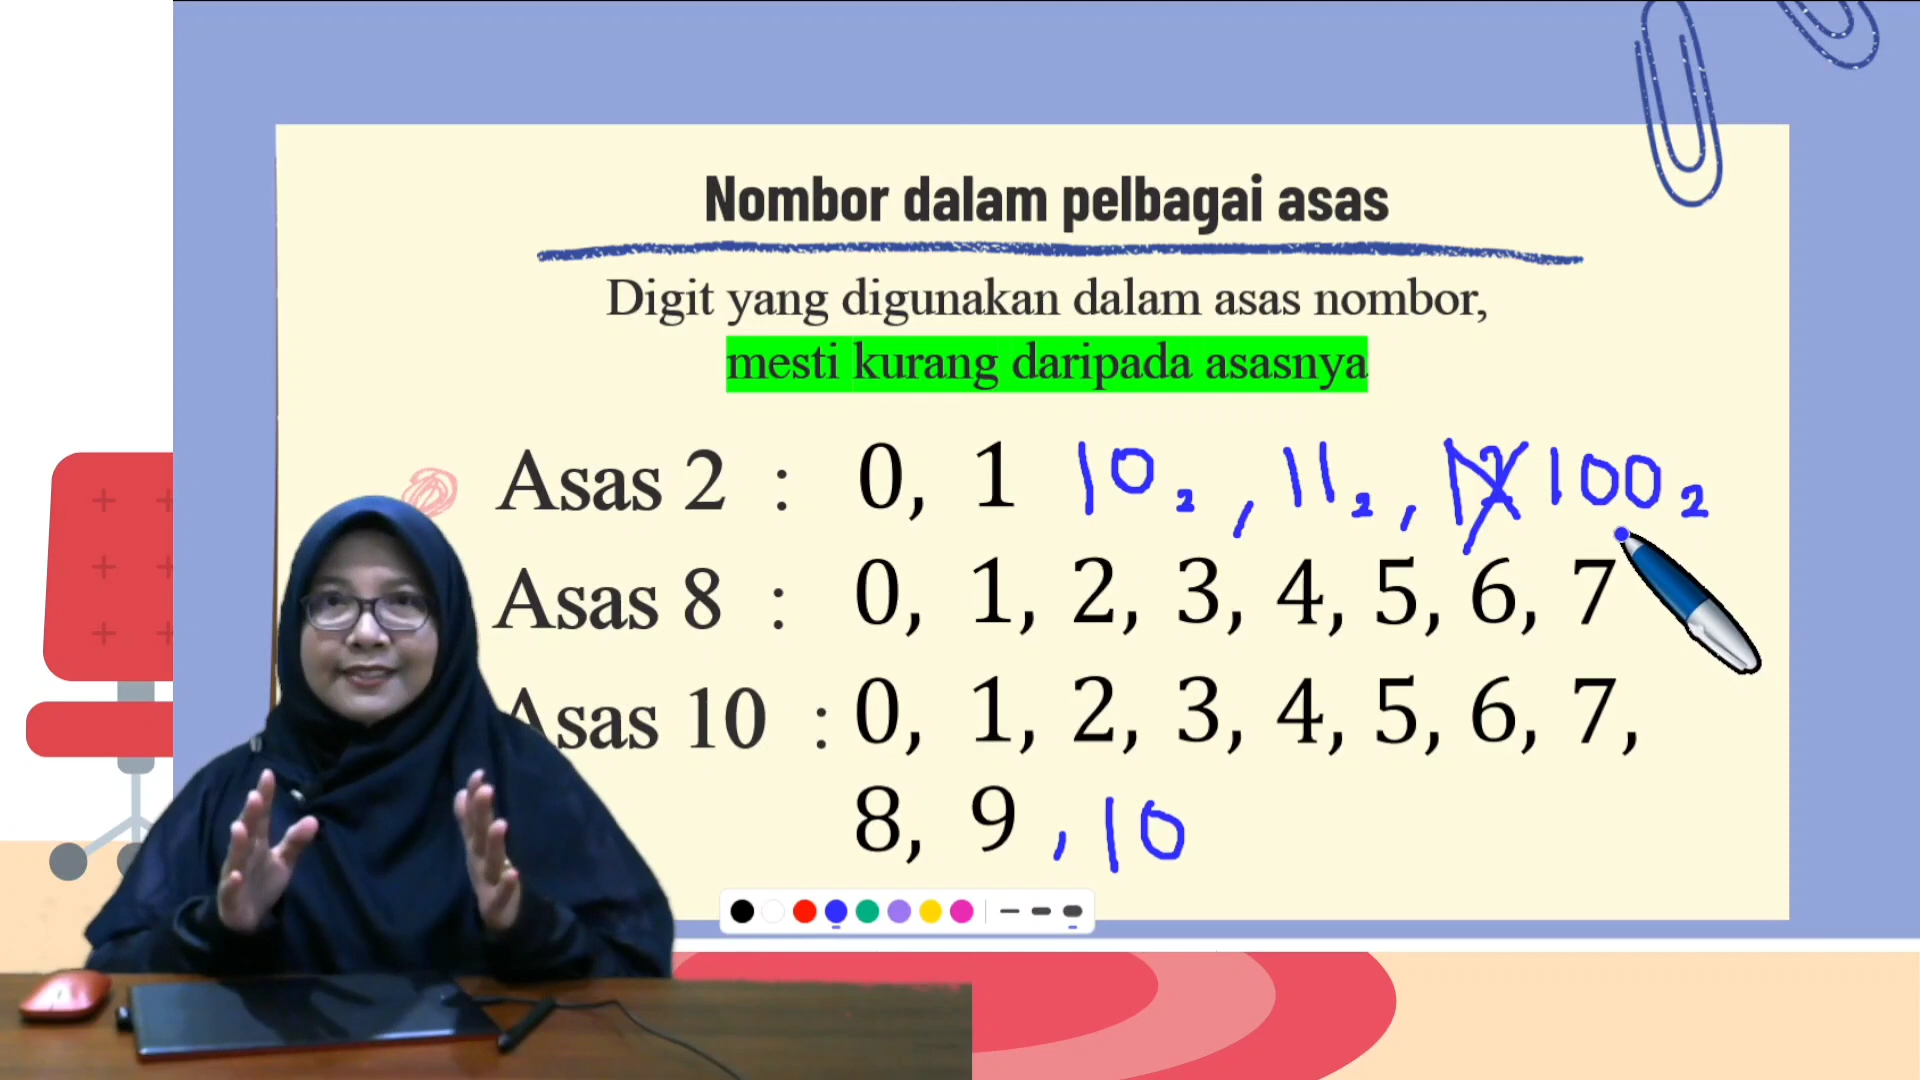 Nombor dalam pelbagai asas
Digit yang digunakan dalam asas nombor,
mesti kurang daripada asasnya
Asas 2 : 0, 1 10₂, 11₂, 100₂
Asas 8 : 0, 1, 2, 3, 4, 5, 6, 7
Asas 10 : 0, 1, 2, 3, 4, 5, 6, 7,
8, 9, 10